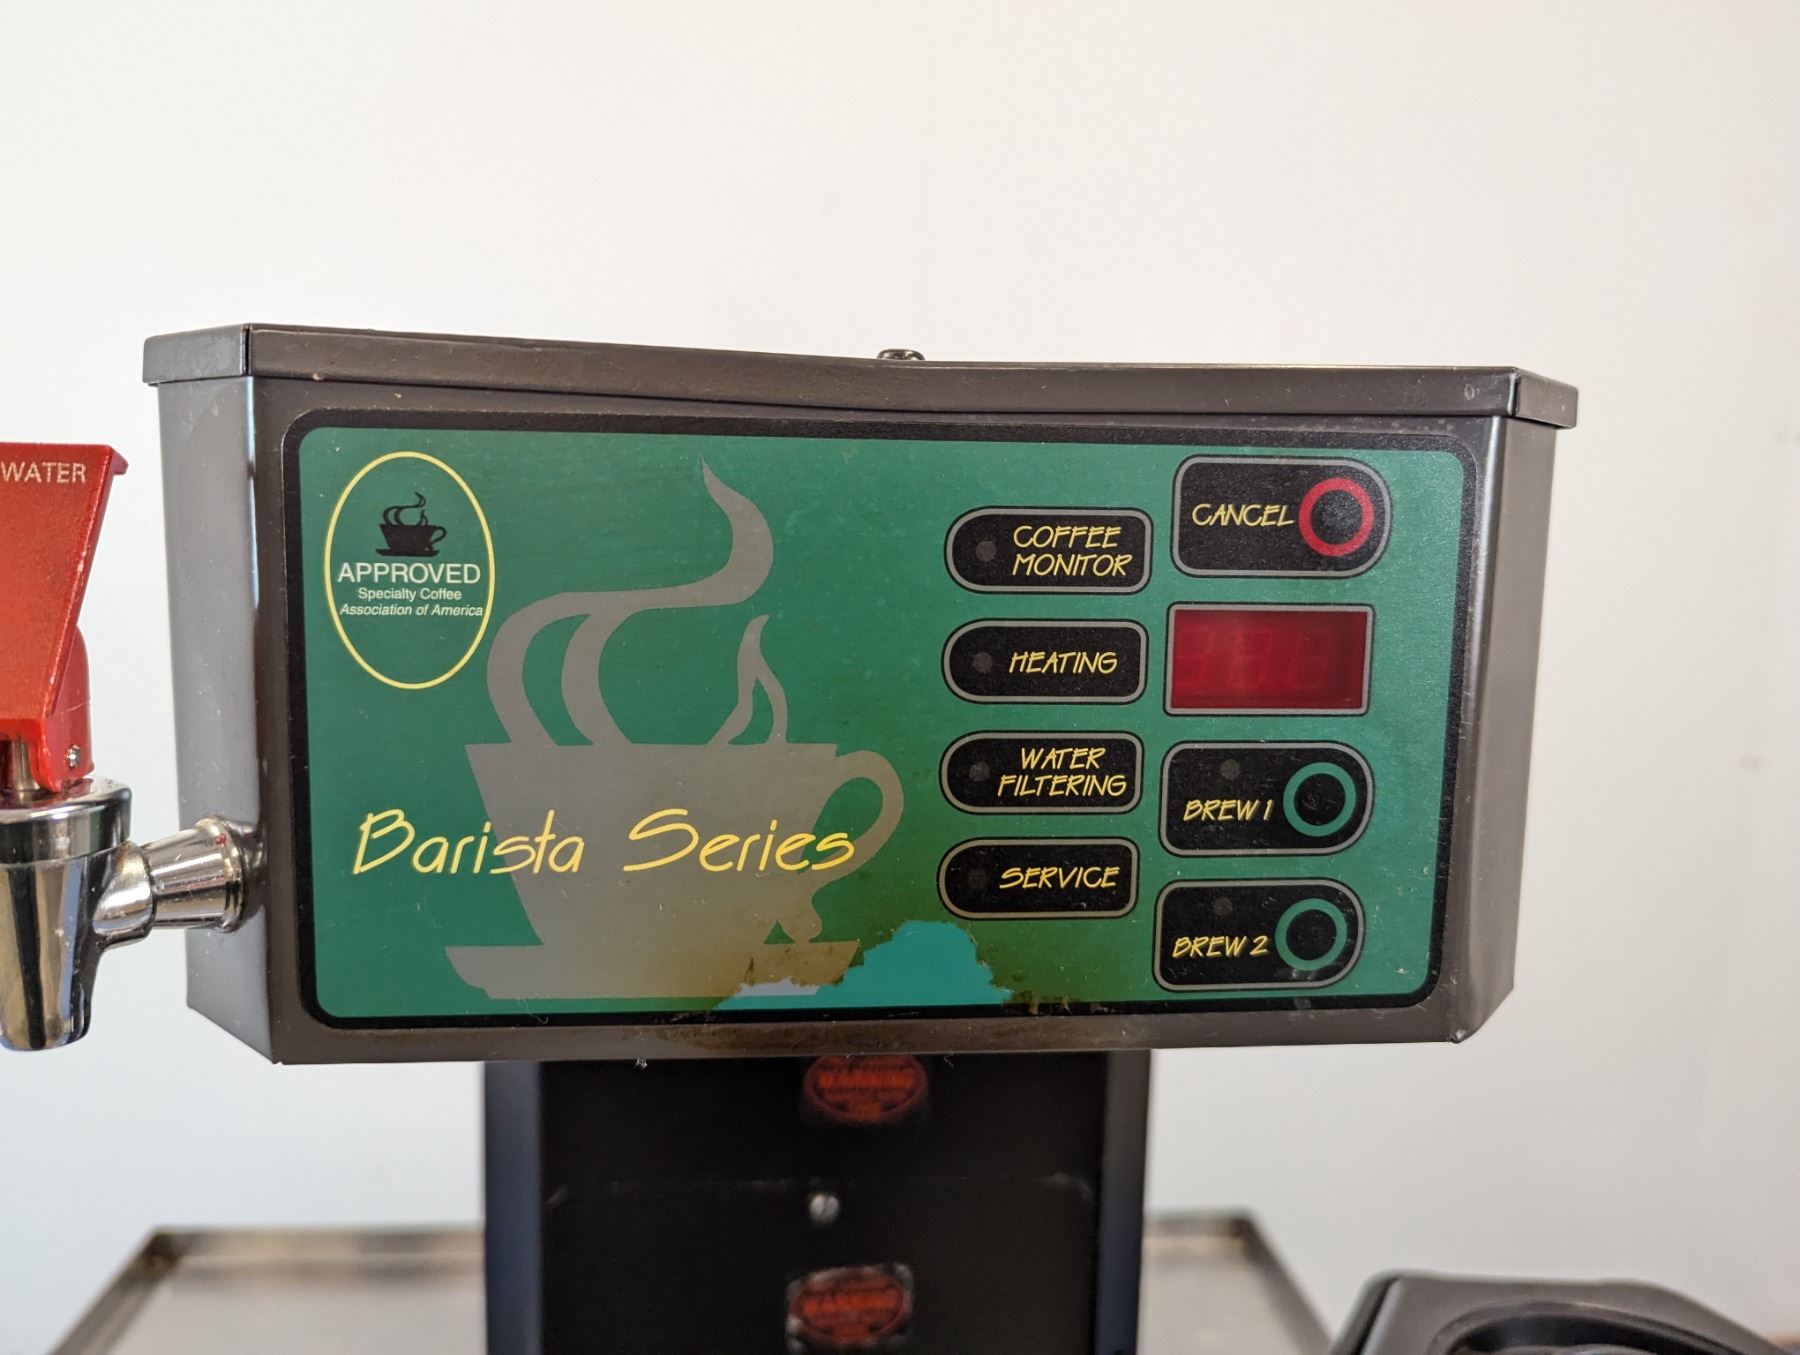 WATER
APPROVED
Specialty Coffee
Association of America
Barista Series
COFFEE
MONITOR
HEATING
WATER
FILTERING
SERVICE
CANCEL
BREW 1
BREW 2